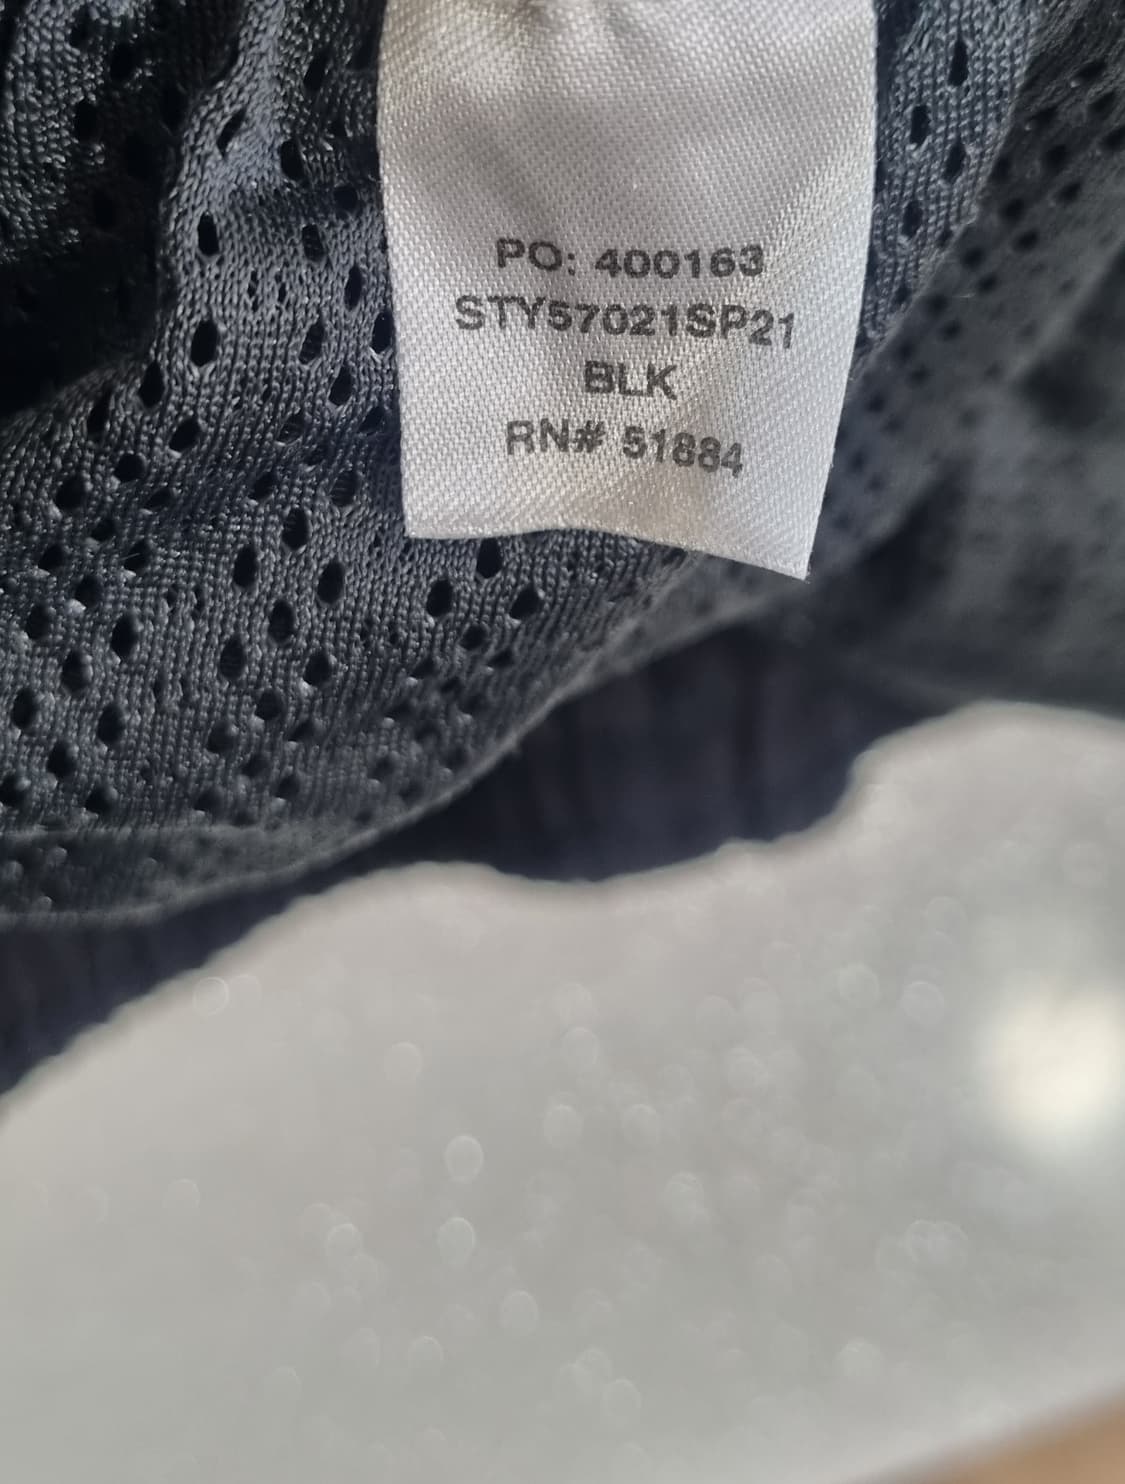 PO: 400163
STY57021SP21
BLK
RN# 51884